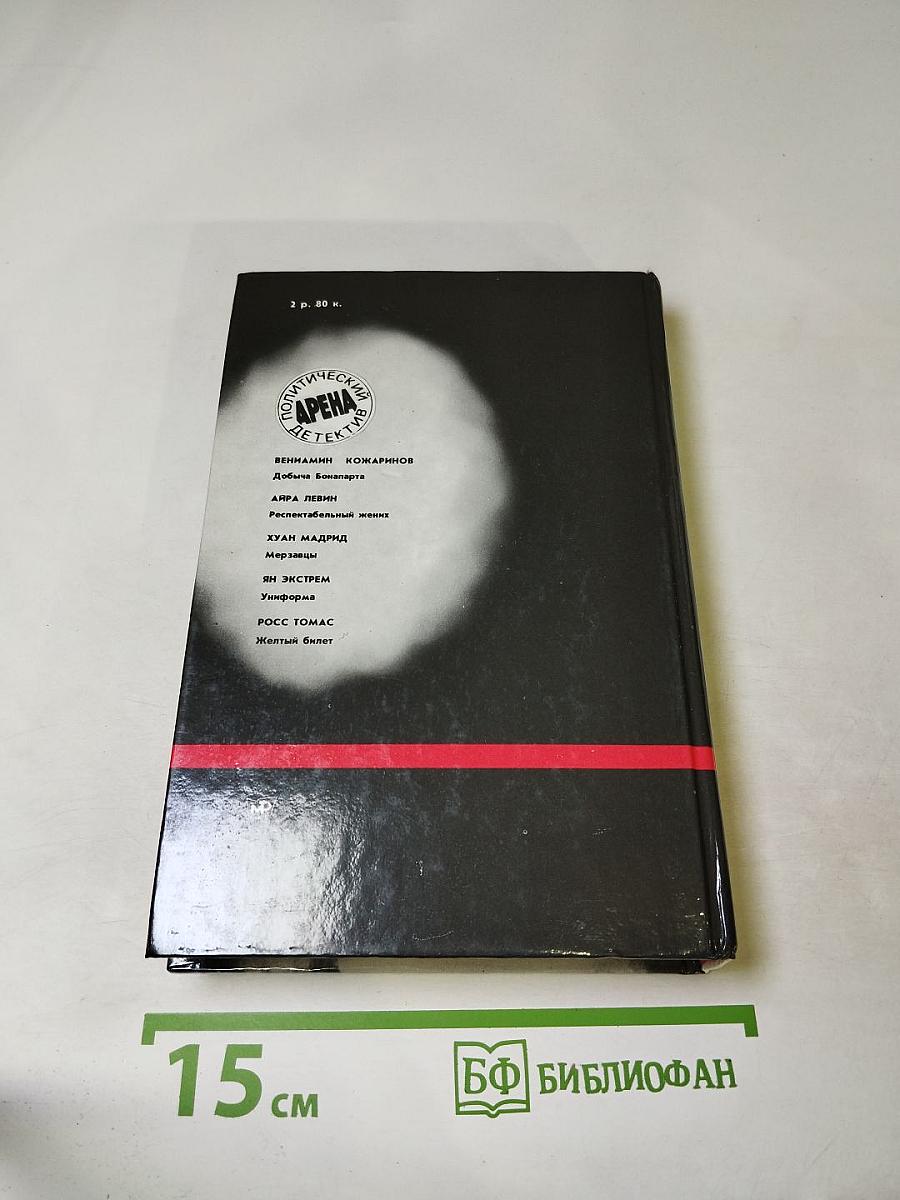 2 р. 80 к.
ПОЛИТИЧЕСКИЙ
АРЕНА
ДЕТЕКТИВ
ВЕНИАМИН КОЖАРИНОВ
Добыча Бонапарта
АЙРА ЛЕВИН
Респектабельный жених
ХУАН МАДРИД
Мерзавцы
ЯН ЭКСТРЕМ
Униформа
РОСС ТОМАС
Желтый билет
15 см
БФ БИБЛИОФАН